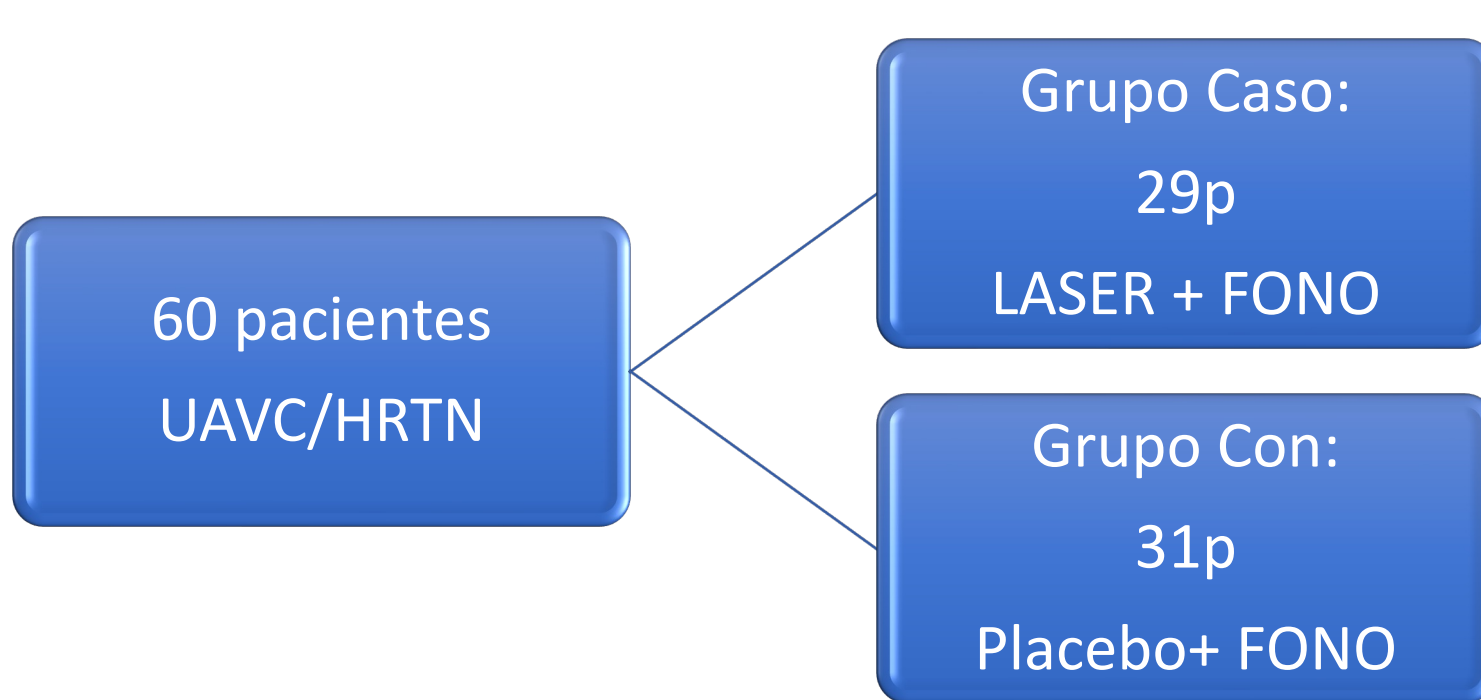 60 pacientes
UAVC/HRTN
Grupo Caso:
29p
LASER + FONO
Grupo Con:
31p
Placebo+ FONO